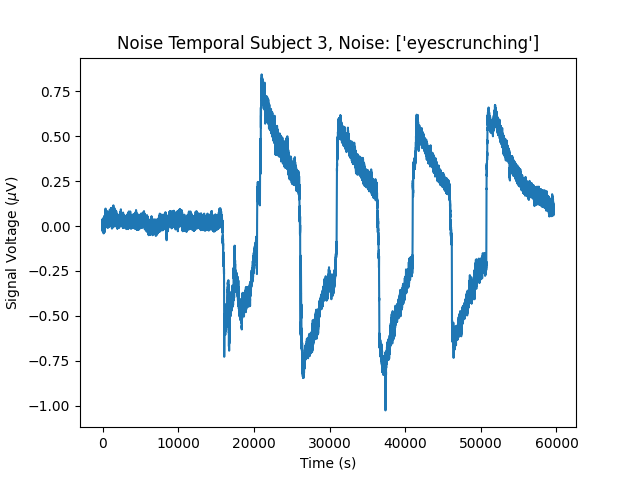 Noise Temporal Subject 3, Noise: ['eyescrunching']
Signal Voltage (μV)
0.75
0.50
0.25
0.00
−0.25
−0.50
−0.75
−1.00
0 10000 20000 30000 40000 50000 60000
Time (s)